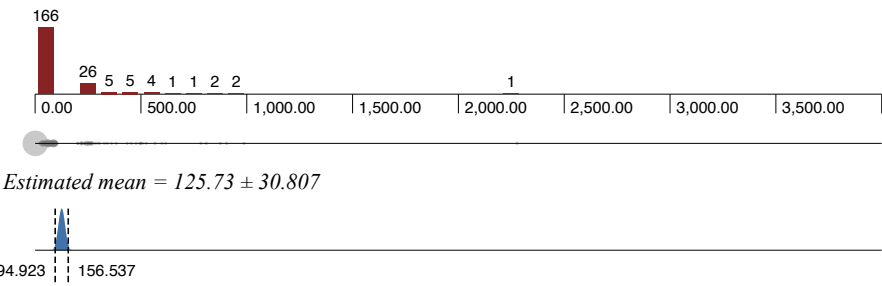 166
26 5 5 4 1 1 2 2 1
0.00 500.00 1,000.00 1,500.00 2,000.00 2,500.00 3,000.00 3,500.00
Estimated mean = 125.73 ± 30.807
94.923 156.537